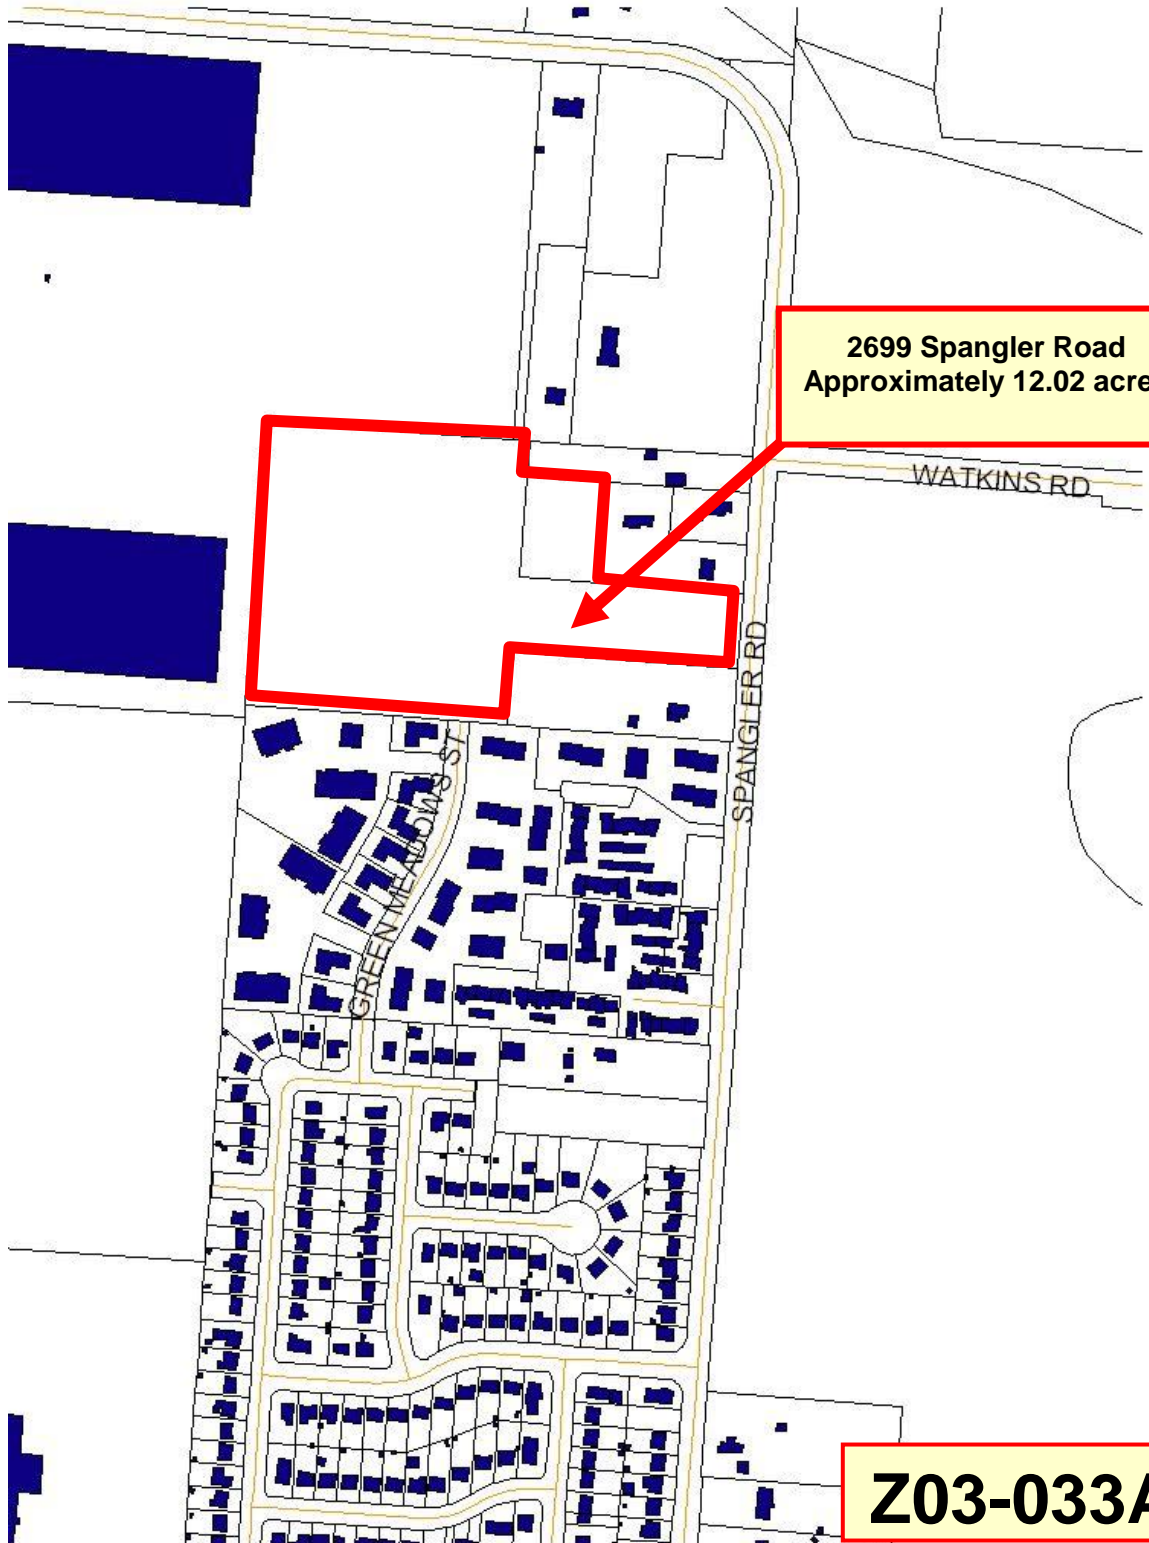 2699 Spangler Road
Approximately 12.02 acre
WATKINS RD
SPANGLER RD
GREEN MEADOWS ST
Z03-033A